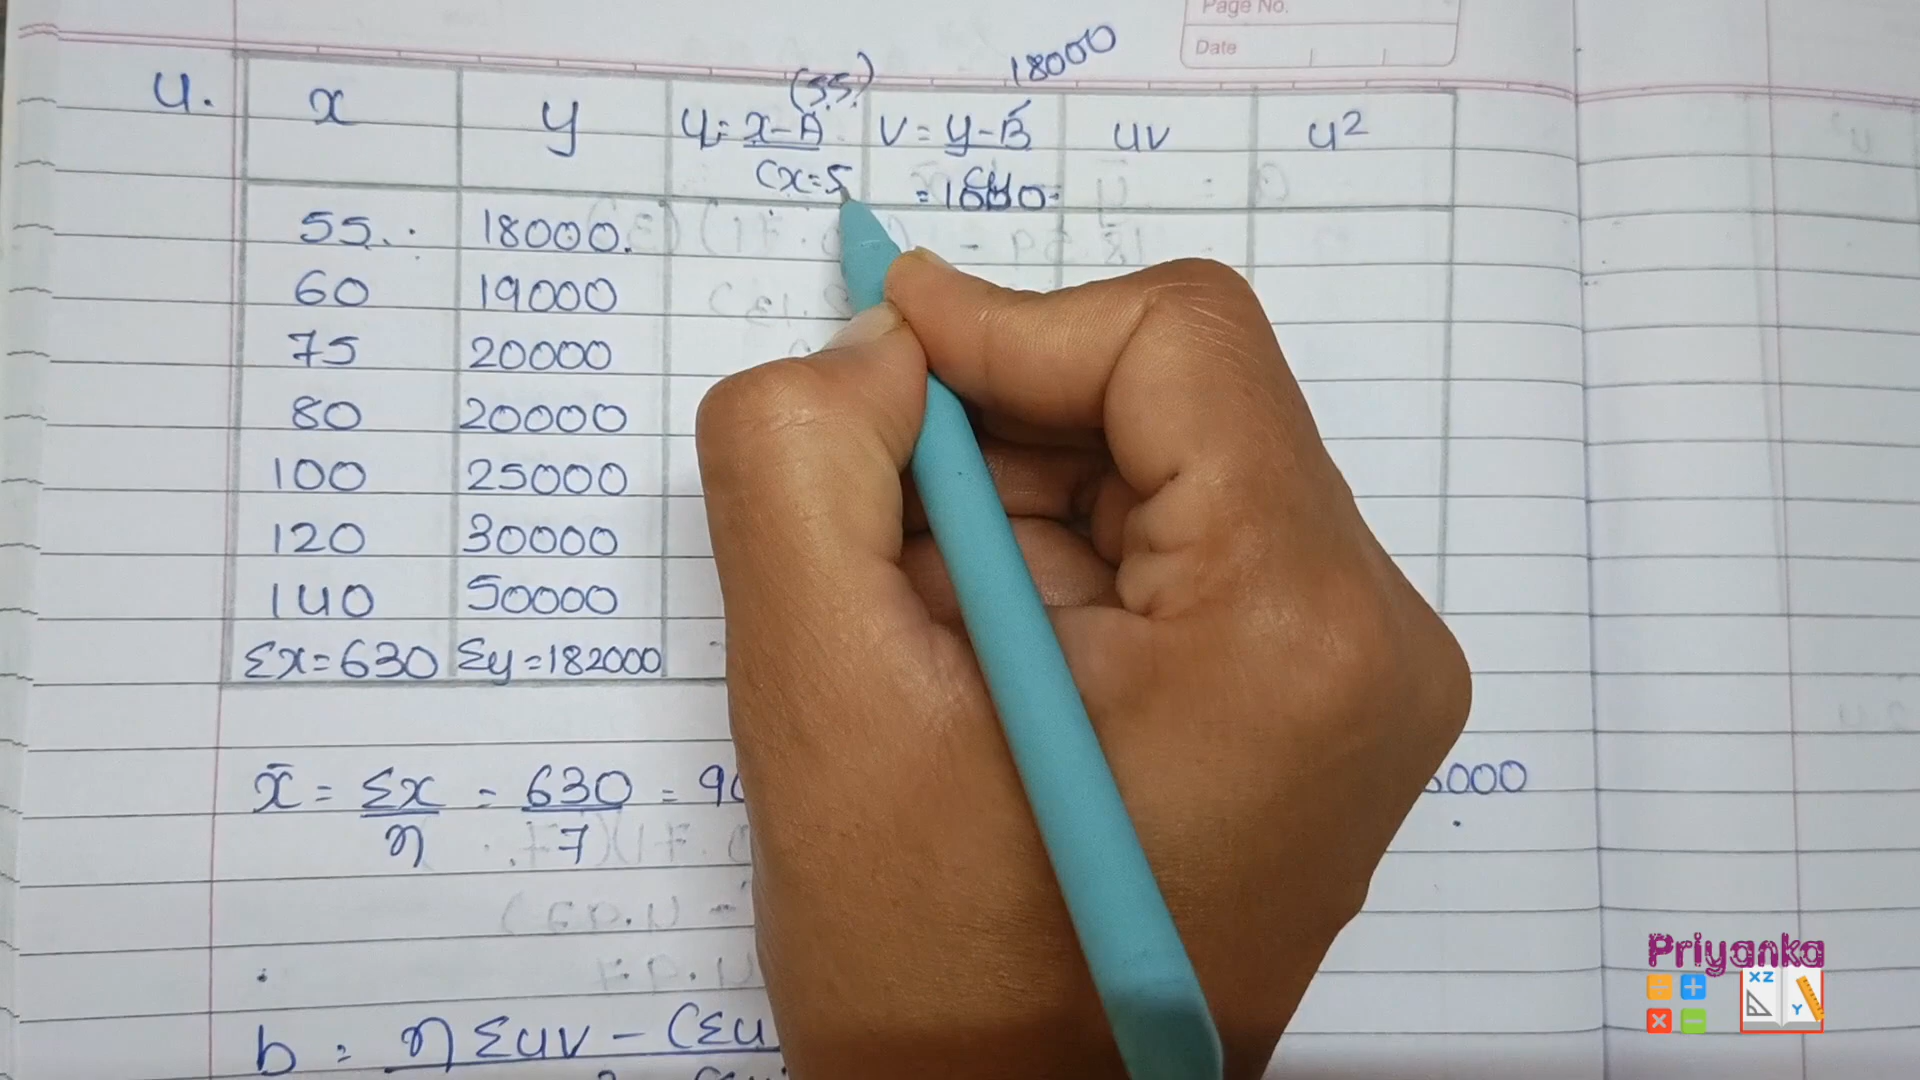 Page No.
Date
(55) 18000
4. x y u = x-A v = y-B uv u²
Cx=5 = 1000
55 18000
60 19000
75 20000
80 20000
100 25000
120 30000
140 50000
Σx=630 Σy=182000
x̄ = Σx = 630 = 90
n 7
b = nΣuv - (Σu
Priyanka
XZ
Y